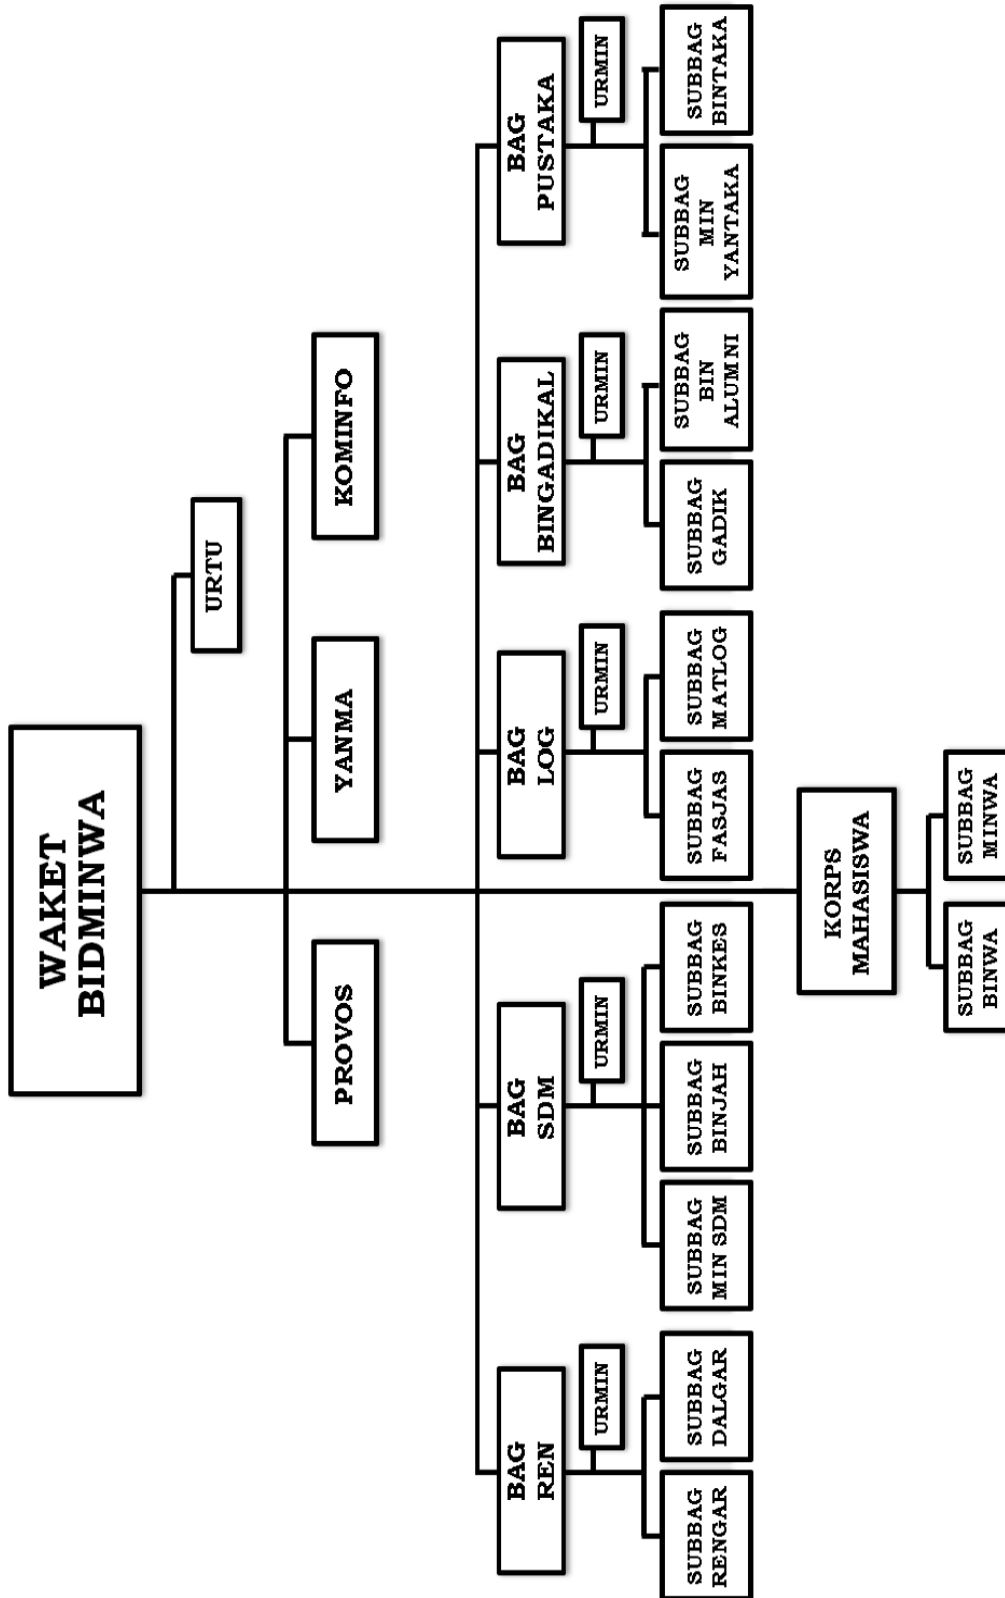 WAKET
BIDMINWA
URTU
PROVOS
YANMA
KOMINFO
BAG
REN
BAG
SDM
BAG
LOG
BAG
BINGADIKAL
BAG
PUSTAKA
URMIN
URMIN
URMIN
URMIN
URMIN
SUBBAG
RENGAR
SUBBAG
DALGAR
SUBBAG
MIN SDM
SUBBAG
BINJAH
SUBBAG
BINKES
SUBBAG
FASJAS
SUBBAG
MATLOG
SUBBAG
GADIK
SUBBAG
BIN
ALUMNI
SUBBAG
MIN
YANTAKA
SUBBAG
BINTAKA
KORPS
MAHASISWA
SUBBAG
BINWA
SUBBAG
MINWA